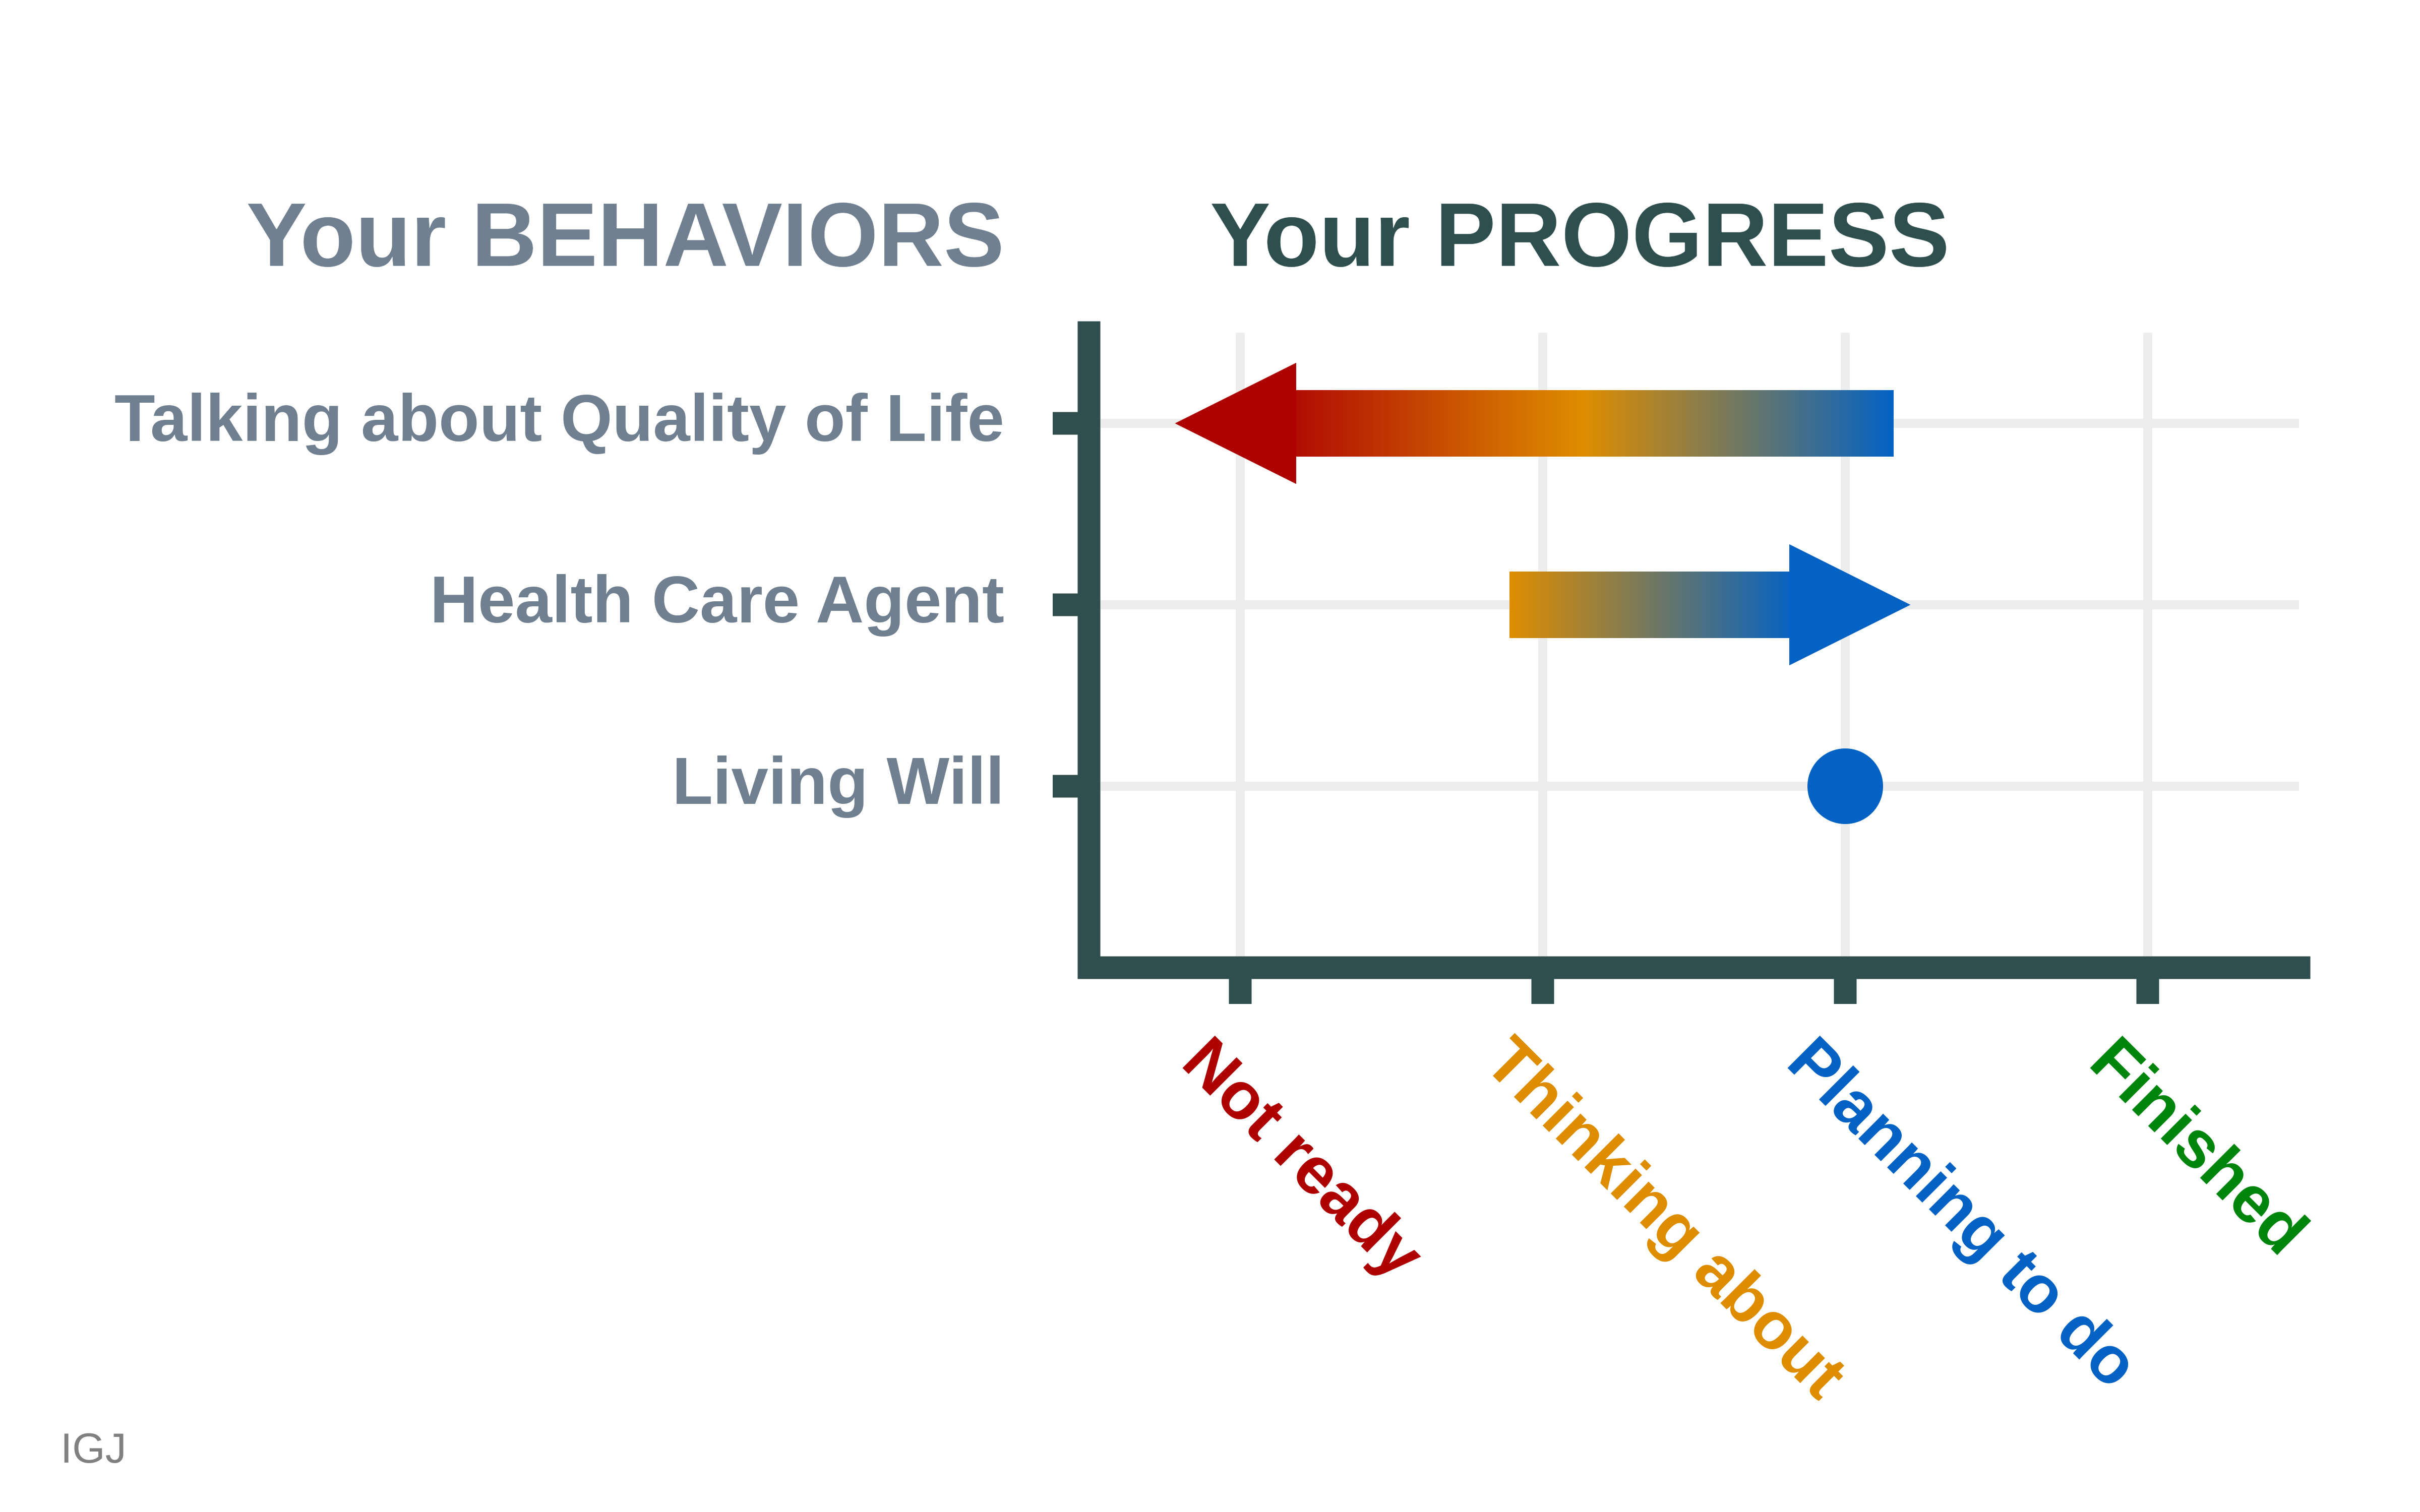 Your BEHAVIORS
Your PROGRESS
Talking about Quality of Life
Health Care Agent
Living Will
Not ready
Thinking about
Planning to do
Finished
IGJ